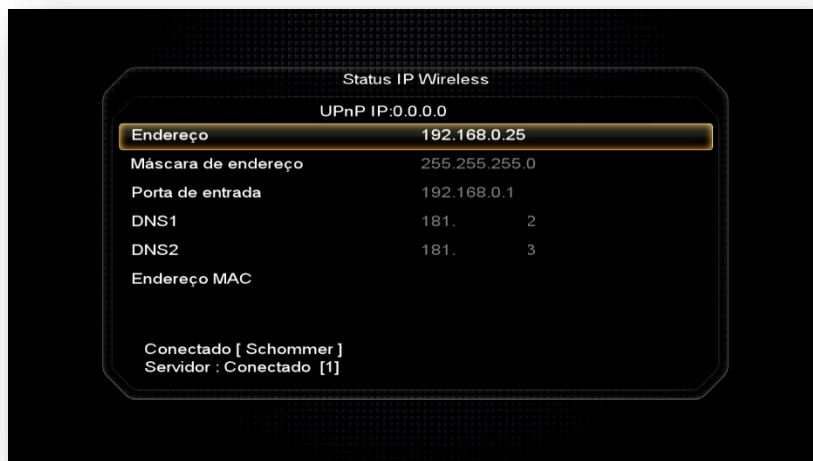 Status IP Wireless
UPnP IP:0.0.0.0
Endereço 192.168.0.25
Máscara de endereço 255.255.255.0
Porta de entrada 192.168.0.1
DNS1 181. 2
DNS2 181. 3
Endereço MAC
Conectado [ Schommer ]
Servidor : Conectado [1]